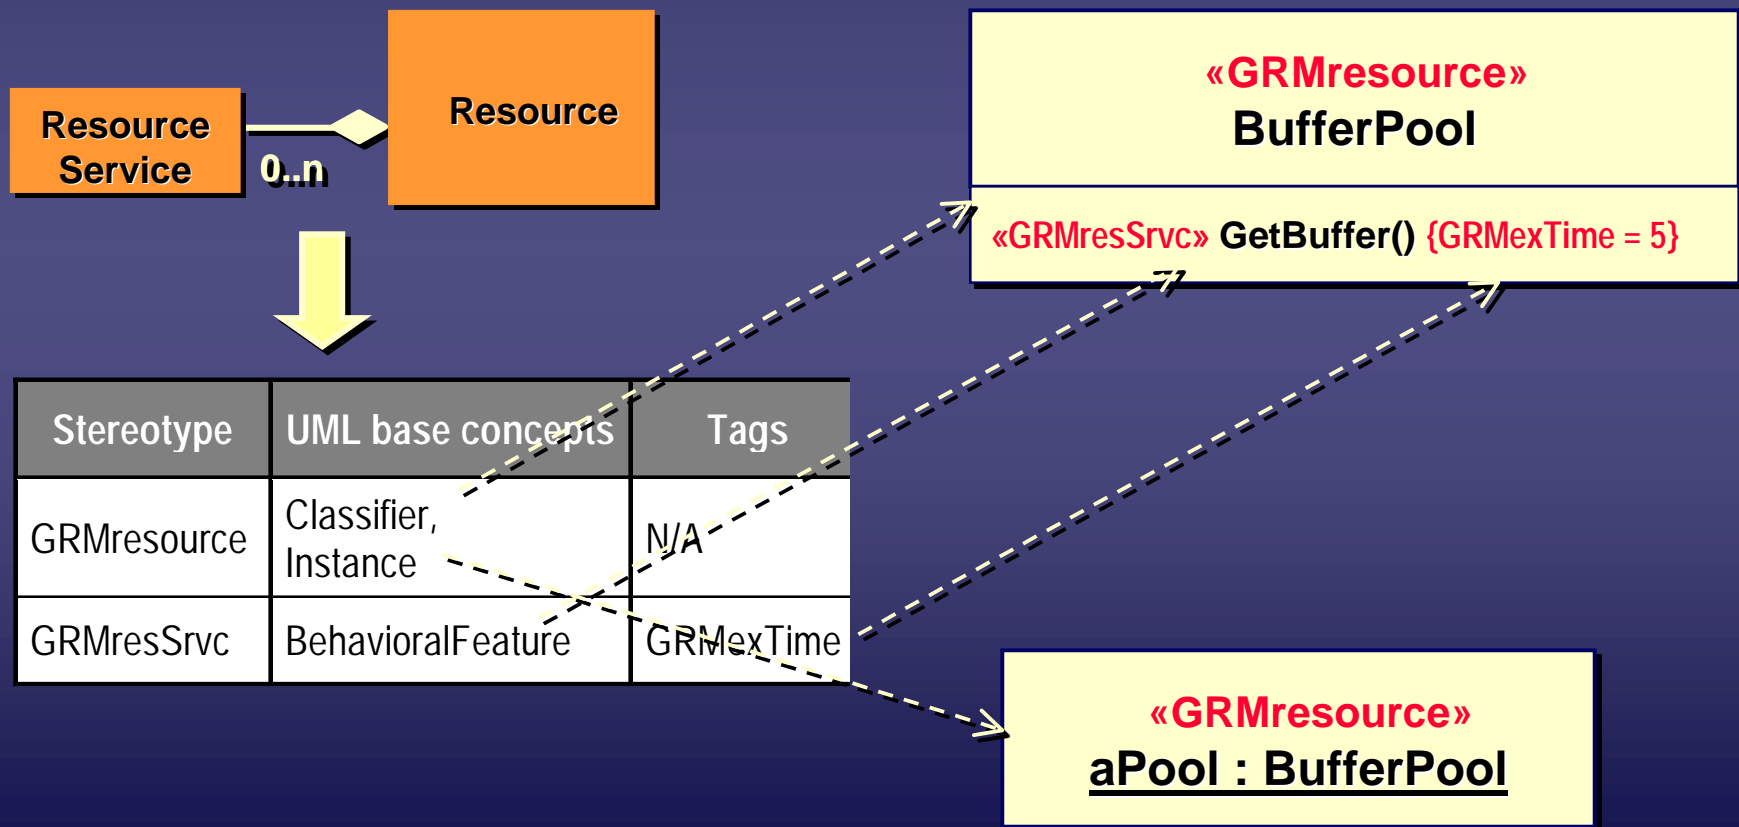 Resource
Service
0..n
Resource
«GRMresource»
BufferPool
«GRMresSrvc» GetBuffer() {GRMexTime = 5}
Stereotype UML base concepts Tags
GRMresource Classifier, Instance N/A
GRMresSrvc BehavioralFeature GRMexTime
«GRMresource»
aPool : BufferPool